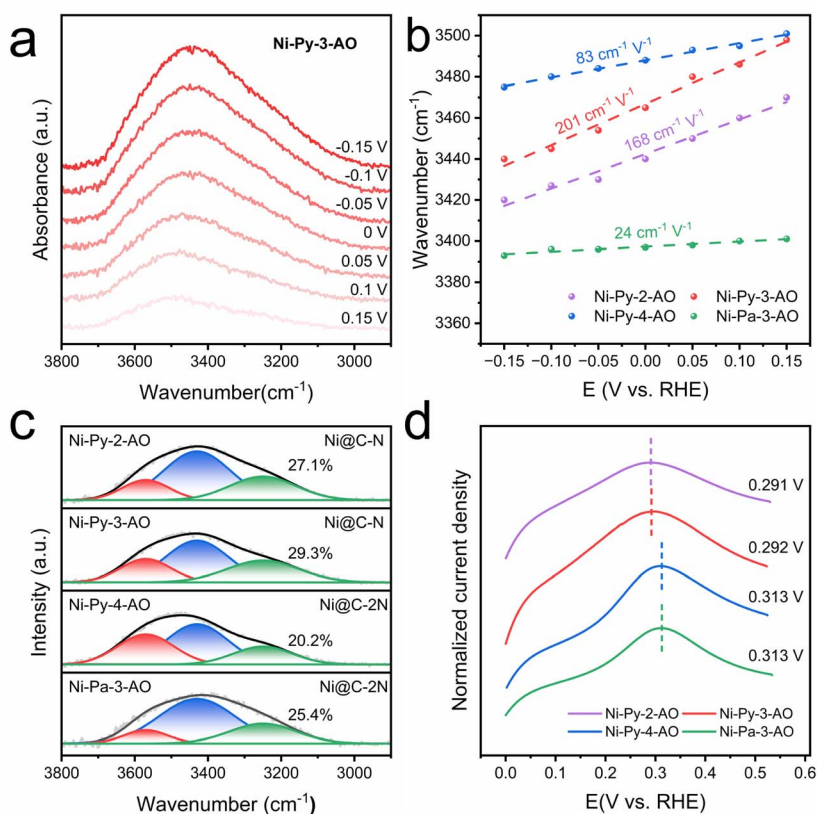 a
Ni-Py-3-AO
-0.15 V
-0.1 V
-0.05 V
0 V
0.05 V
0.1 V
0.15 V
Absorbance (a.u.)
3800 3600 3400 3200 3000
Wavenumber(cm⁻¹)
b
3500
3480
3460
3440
3420
3400
3380
3360
Wavenumber (cm⁻¹)
83 cm⁻¹ V⁻¹
201 cm⁻¹ V⁻¹
168 cm⁻¹ V⁻¹
24 cm⁻¹ V⁻¹
Ni-Py-2-AO Ni-Py-3-AO
Ni-Py-4-AO Ni-Pa-3-AO
−0.15 −0.10 −0.05 0.00 0.05 0.10 0.15
E (V vs. RHE)
c
Ni-Py-2-AO Ni@C-N
27.1%
Ni-Py-3-AO Ni@C-N
29.3%
Ni-Py-4-AO Ni@C-2N
20.2%
Ni-Pa-3-AO Ni@C-2N
25.4%
Intensity (a.u.)
3800 3600 3400 3200 3000
Wavenumber (cm⁻¹)
d
0.291 V
0.292 V
0.313 V
0.313 V
Normalized current density
Ni-Py-2-AO Ni-Py-3-AO
Ni-Py-4-AO Ni-Pa-3-AO
0.0 0.1 0.2 0.3 0.4 0.5 0.6
E(V vs. RHE)